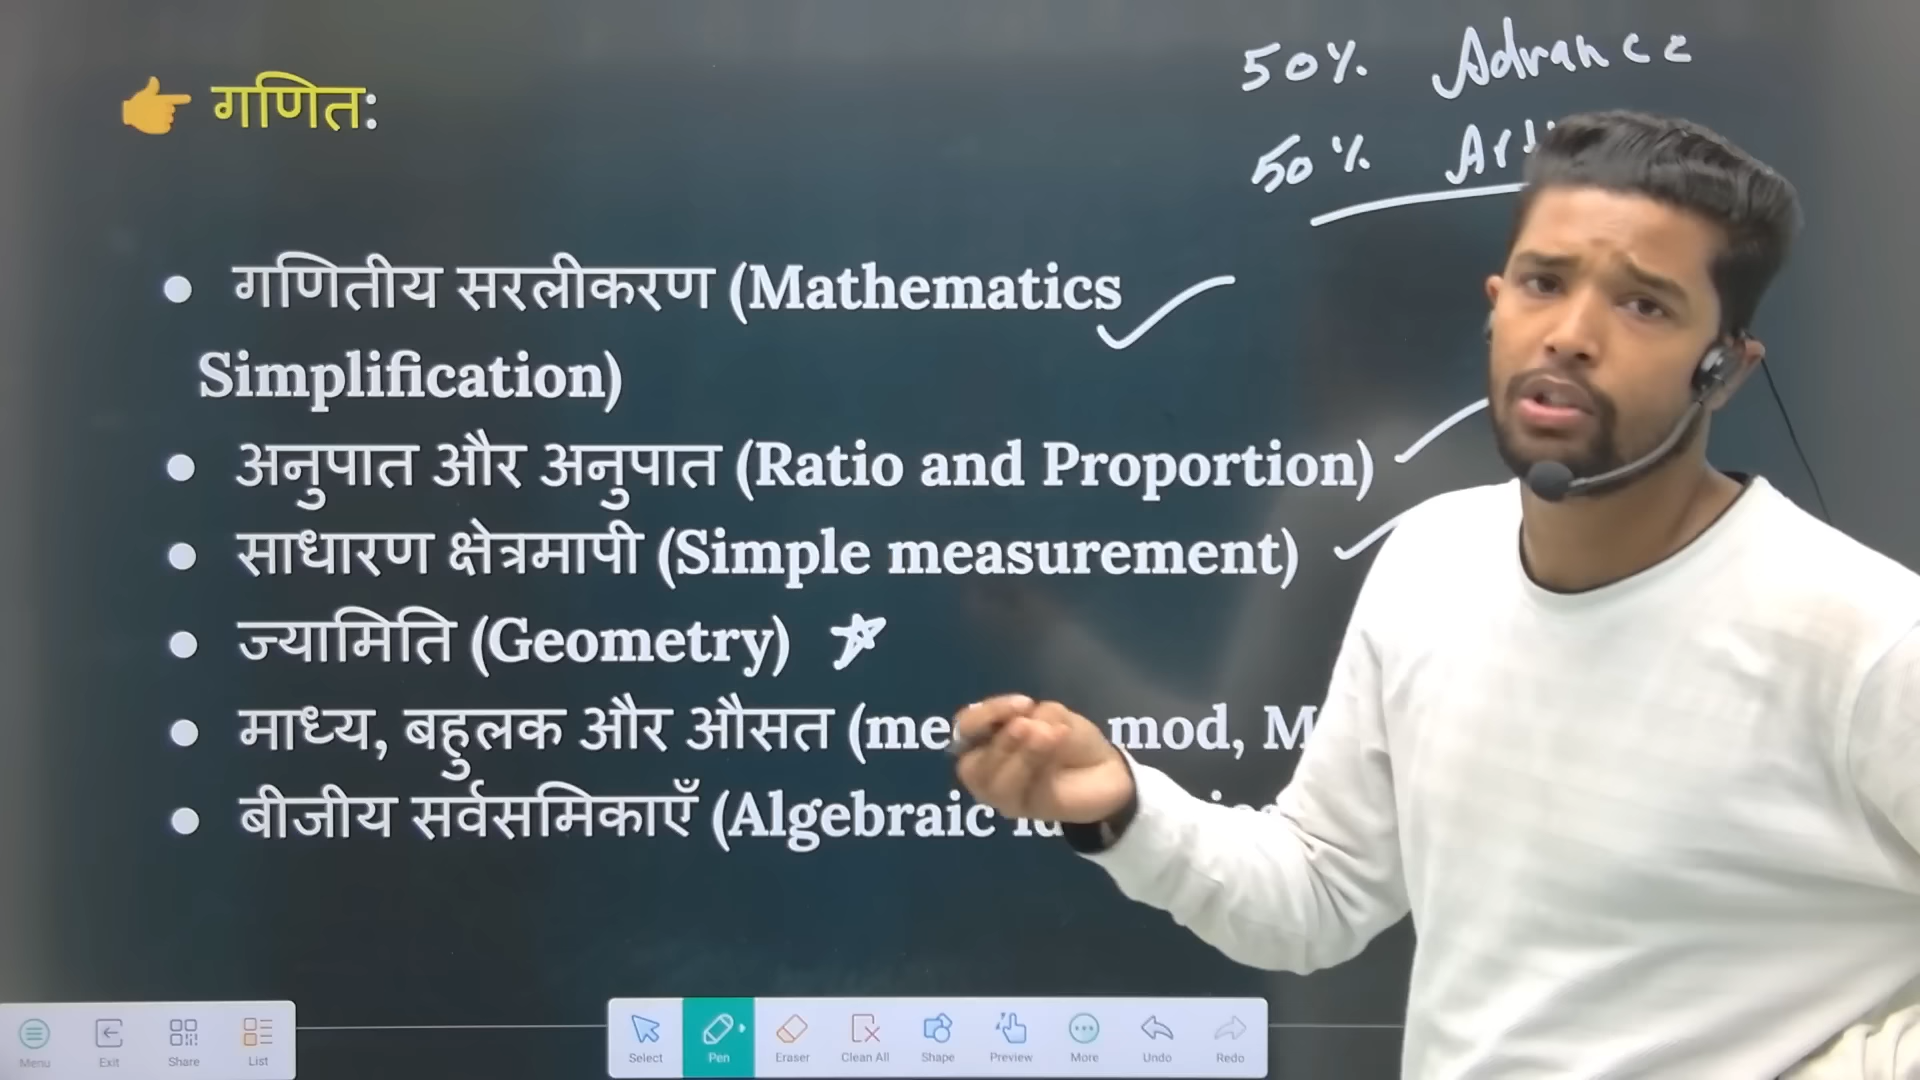 50% Advance
50%
👉 गणित:
• गणितीय सरलीकरण (Mathematics
Simplification)
• अनुपात और अनुपात (Ratio and Proportion)
• साधारण क्षेत्रमापी (Simple measurement)
• ज्यामिति (Geometry)
• माध्य, बहुलक और औसत mod,
• बीजीय सर्वसमिकाएँ (Algebraic
Menu Exit Share List Select Pen Eraser Clean All Shape Preview More Undo Redo